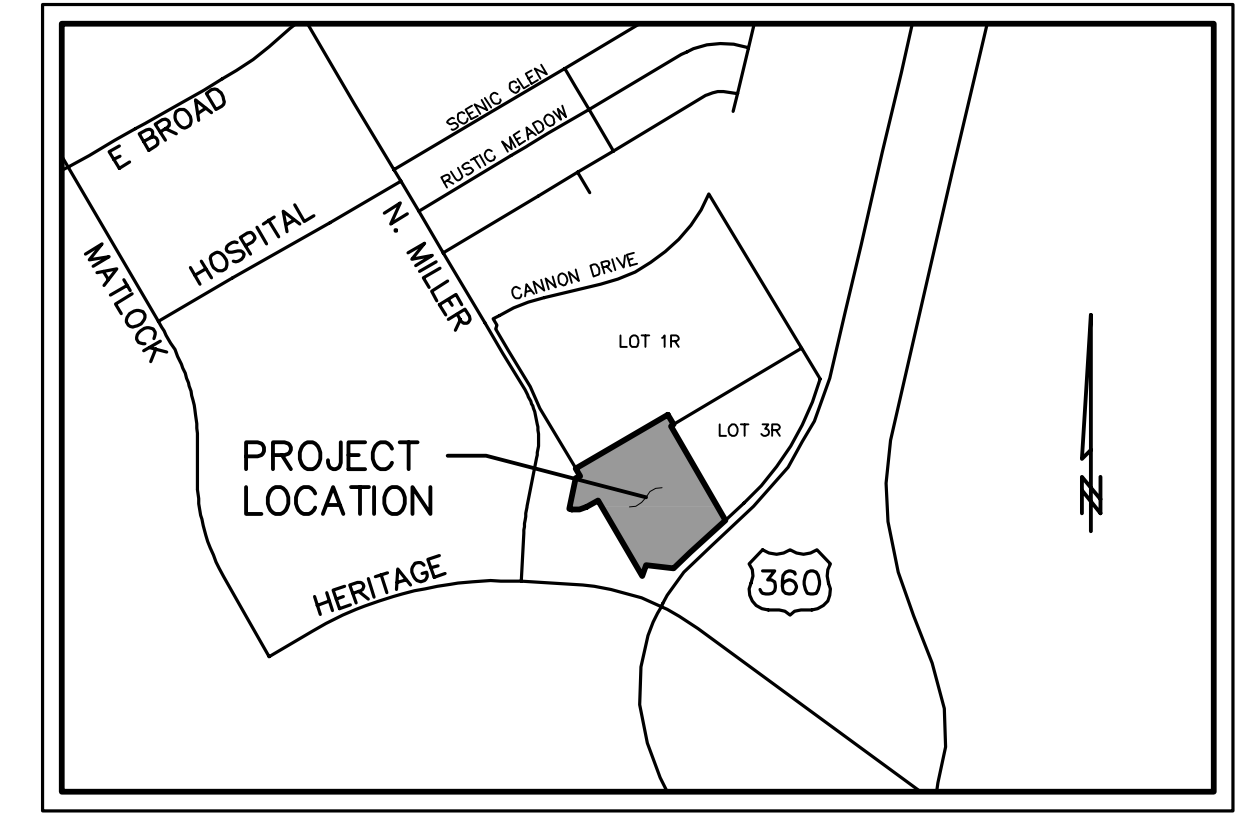 SCENIC GLEN
E BROAD
RUSTIC MEADOW
HOSPITAL
N. MILLER
MATLOCK
CANNON DRIVE
LOT 1R
LOT 3R
PROJECT
LOCATION
N
HERITAGE
360